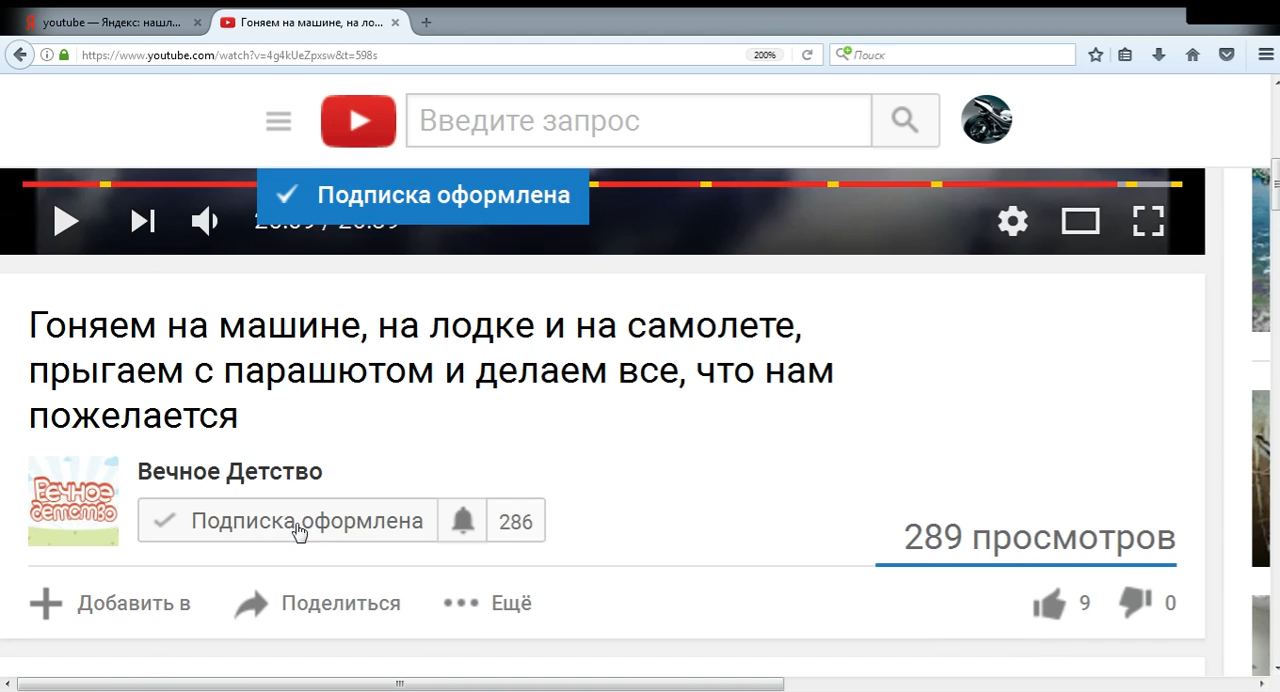 youtube — Яндекс: нашл...
Гоняем на машине, на ло...
https://www.youtube.com/watch?v=4g4kUeZpxsw&t=598s
200%
Поиск
Введите запрос
Подписка оформлена
Гоняем на машине, на лодке и на самолете,
прыгаем с парашютом и делаем все, что нам
пожелается
Вечное Детство
Вечное
детство
Подписка оформлена
286
289 просмотров
Добавить в
Поделиться
Ещё
9
0